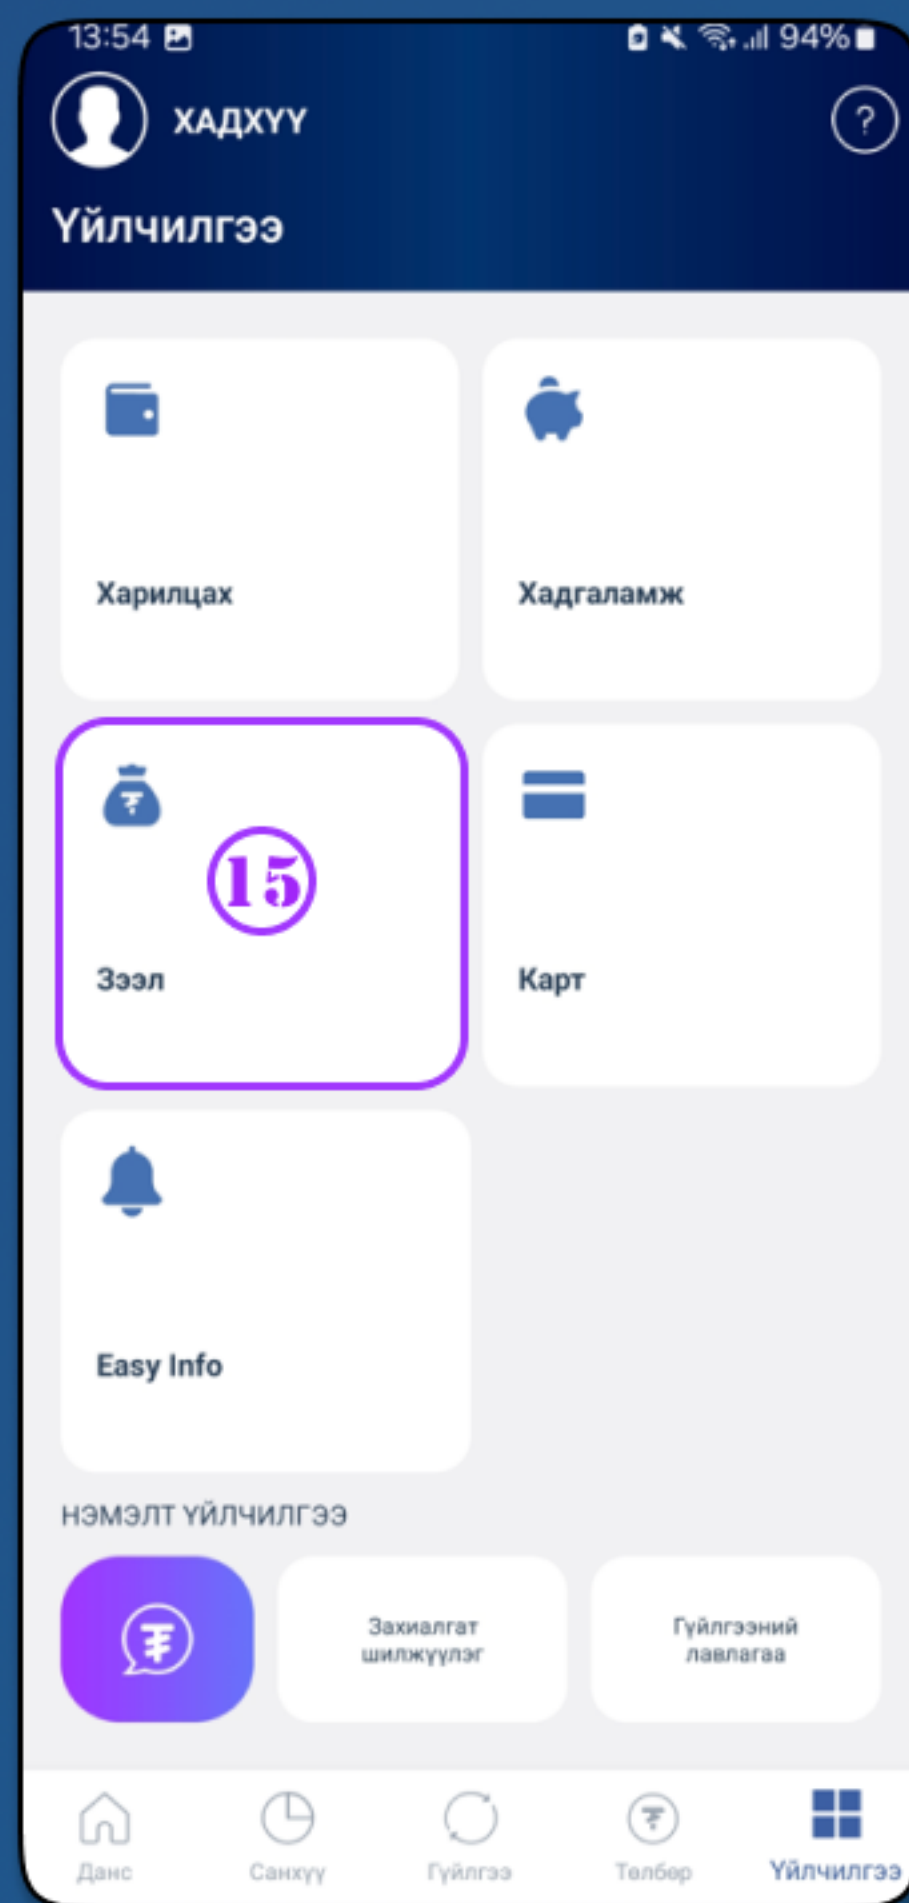 13:54 94%
ХАДХҮҮ ?
Үйлчилгээ
Харилцах Хадгаламж
15
Зээл Карт
Easy Info
НЭМЭЛТ ҮЙЛЧИЛГЭЭ
Захиалгат
шилжүүлэг
Гүйлгээний
лавлагаа
Данс Санхүү Гүйлгээ Төлбөр Үйлчилгээ